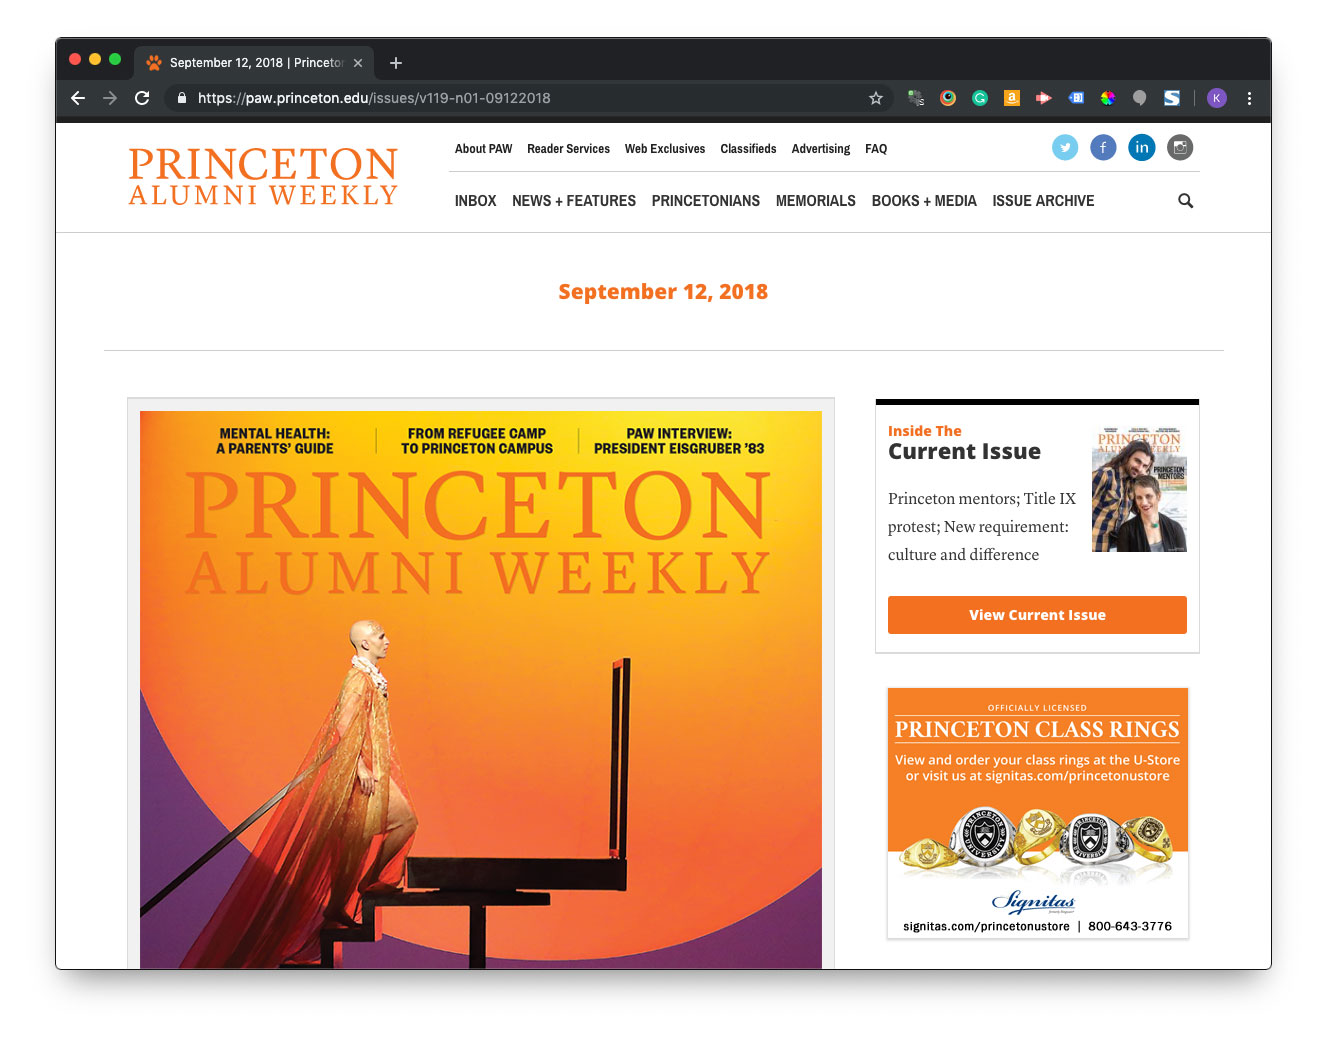 September 12, 2018 | Princeton
https://paw.princeton.edu/issues/v119-n01-09122018
K
PRINCETON
ALUMNI WEEKLY
About PAW Reader Services Web Exclusives Classifieds Advertising FAQ
INBOX NEWS + FEATURES PRINCETONIANS MEMORIALS BOOKS + MEDIA ISSUE ARCHIVE
September 12, 2018
MENTAL HEALTH:
A PARENTS' GUIDE
FROM REFUGEE CAMP
TO PRINCETON CAMPUS
PAW INTERVIEW:
PRESIDENT EISGRUBER '83
PRINCETON
ALUMNI WEEKLY
Inside The
Current Issue
Princeton mentors; Title IX
protest; New requirement:
culture and difference
PRINCETON
ALUMNI WEEKLY
PRINCETON
MENTORS
View Current Issue
OFFICIALLY LICENSED
PRINCETON CLASS RINGS
View and order your class rings at the U-Store
or visit us at signitas.com/princetonustore
PRINCETON UNIVERSITY
PRINCETON UNIVERSITY
Signitas
signitas.com/princetonustore | 800-643-3776